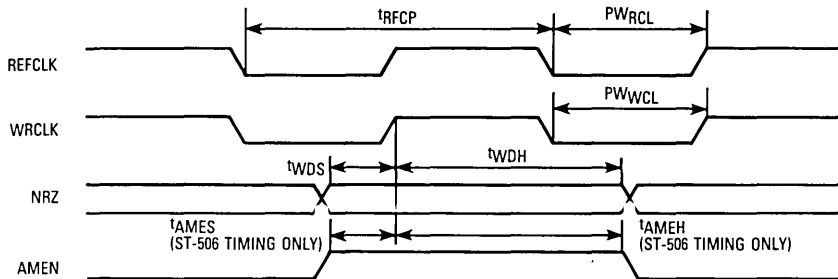 tRFCP
PWRCL
REFCLK
PWWCL
WRCLK
tWDS
tWDH
NRZ
tAMES
(ST-506 TIMING ONLY)
tAMEH
(ST-506 TIMING ONLY)
AMEN